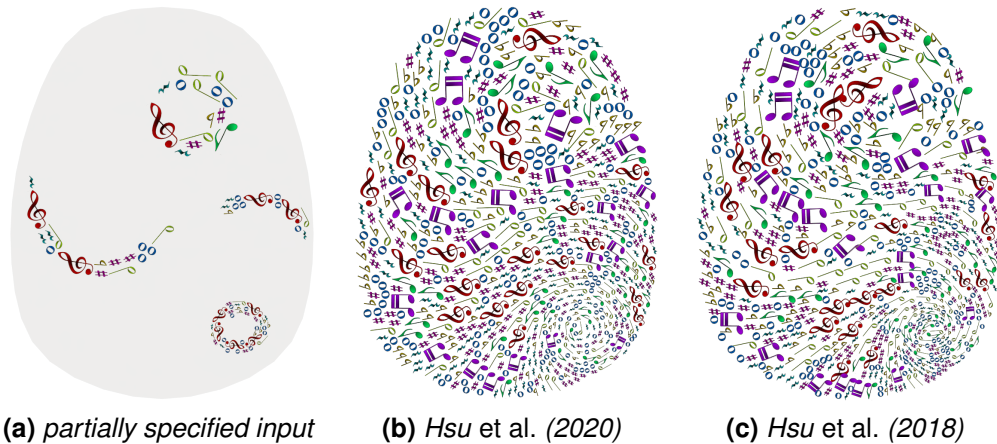 (a) partially specified input
(b) Hsu et al. (2020)
(c) Hsu et al. (2018)